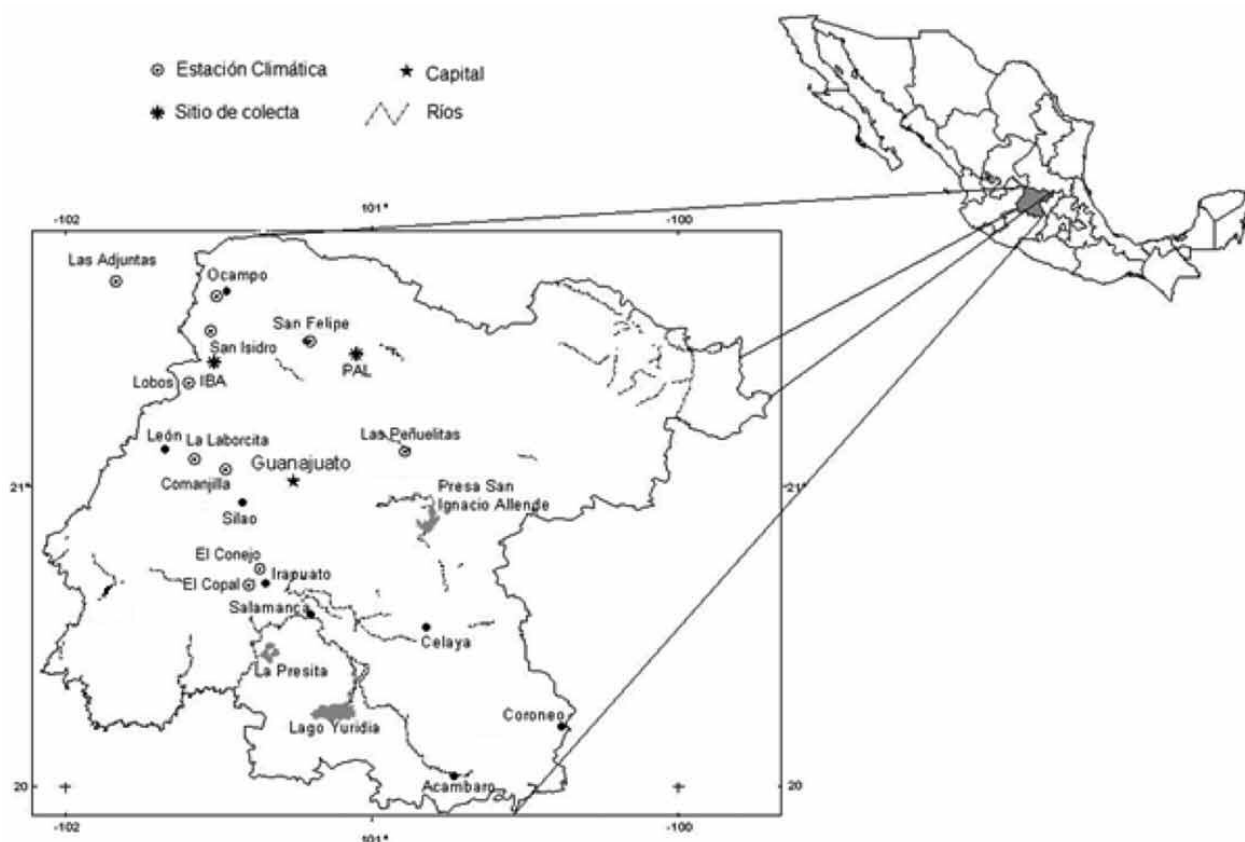 Estación Climática
Capital
Sitio de colecta
Ríos
-102
101°
-100
Las Adjuntas
Ocampo
San Felipe
San Isidro
PAL
Lobos
IBA
León
La Laborcita
Las Peñuelitas
Guanajuato
Comanjilla
Presa San
Ignacio Allende
21°
21°
Silao
El Conejo
El Copal
Irapuato
Salamanca
Celaya
La Presita
Lago Yuridia
Coroneo
Acambaro
20
20
-102
101°
-100